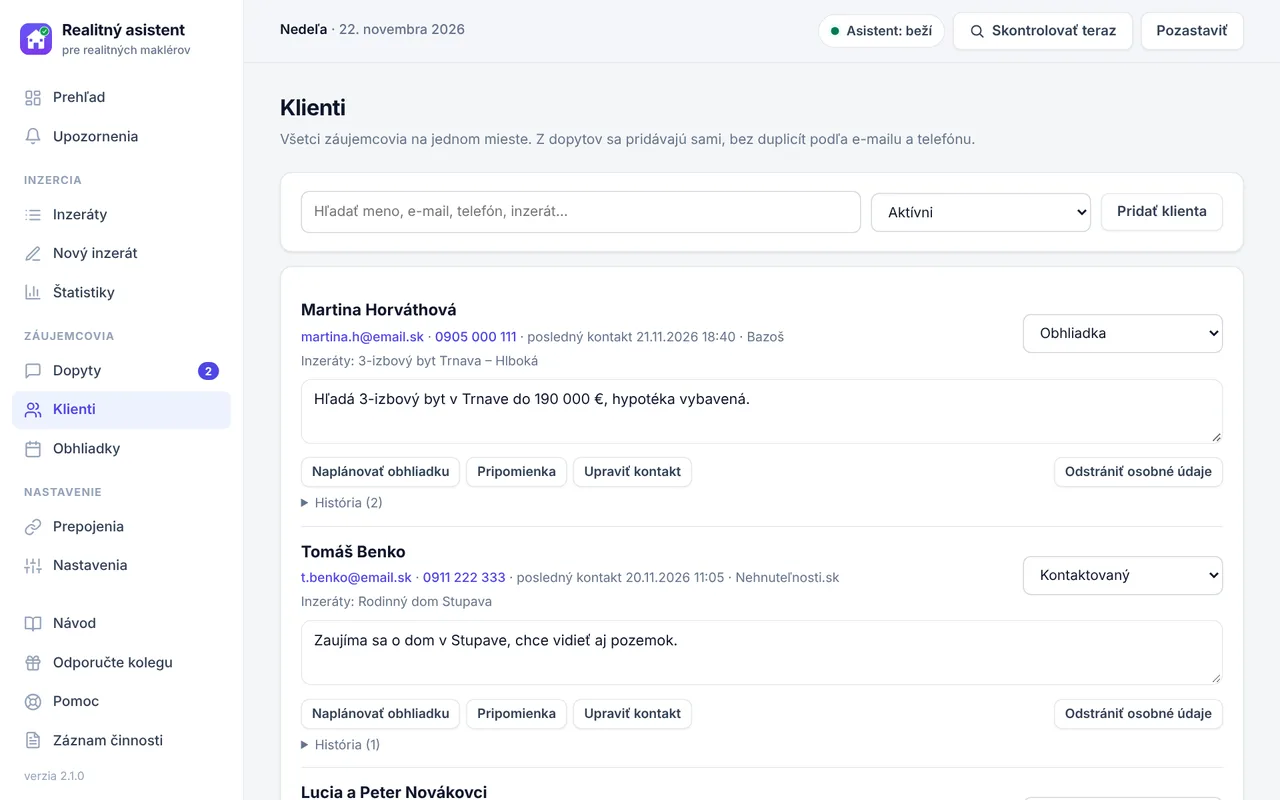 Realitný asistent
pre realitných maklérov
Prehľad
Upozornenia
INZERCIA
Inzeráty
Nový inzerát
Štatistiky
ZÁUJEMCOVIA
Dopyty 2
Klienti
Obhliadky
NASTAVENIE
Prepojenia
Nastavenia
Návod
Odporučte kolegu
Pomoc
Záznam činnosti
verzia 2.1.0
Nedeľa · 22. novembra 2026
Asistent: beží
Skontrolovať teraz
Pozastaviť
Klienti
Všetci záujemcovia na jednom mieste. Z dopytov sa pridávajú sami, bez duplicít podľa e-mailu a telefónu.
Hľadať meno, e-mail, telefón, inzerát...
Aktívni
Pridať klienta
Martina Horváthová
martina.h@email.sk · 0905 000 111 · posledný kontakt 21.11.2026 18:40 · Bazoš
Inzeráty: 3-izbový byt Trnava – Hlboká
Obhliadka
Hľadá 3-izbový byt v Trnave do 190 000 €, hypotéka vybavená.
Naplánovať obhliadku
Pripomienka
Upraviť kontakt
Odstrániť osobné údaje
História (2)
Tomáš Benko
t.benko@email.sk · 0911 222 333 · posledný kontakt 20.11.2026 11:05 · Nehnuteľnosti.sk
Inzeráty: Rodinný dom Stupava
Kontaktovaný
Zaujíma sa o dom v Stupave, chce vidieť aj pozemok.
Naplánovať obhliadku
Pripomienka
Upraviť kontakt
Odstrániť osobné údaje
História (1)
Lucia a Peter Novákovci